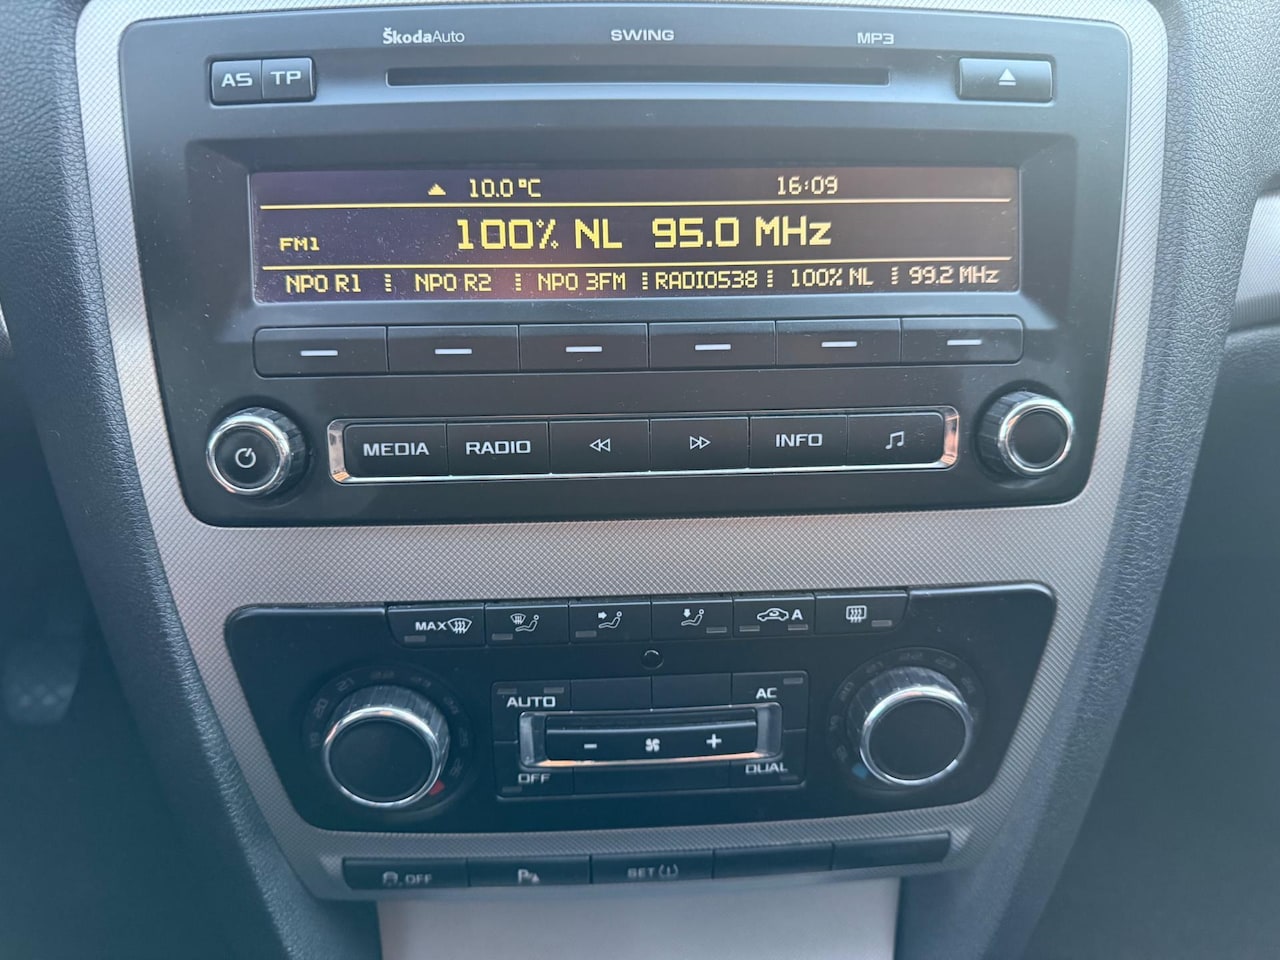 ŠkodaAuto SWING MP3
AS TP
10.0°C 16:09
FM1 100% NL 95.0 MHz
NPO R1 NPO R2 NPO 3FM RADIO538 100% NL 99.2 MHz
MEDIA RADIO INFO
MAX A
AUTO AC
- +
OFF DUAL
OFF P SET